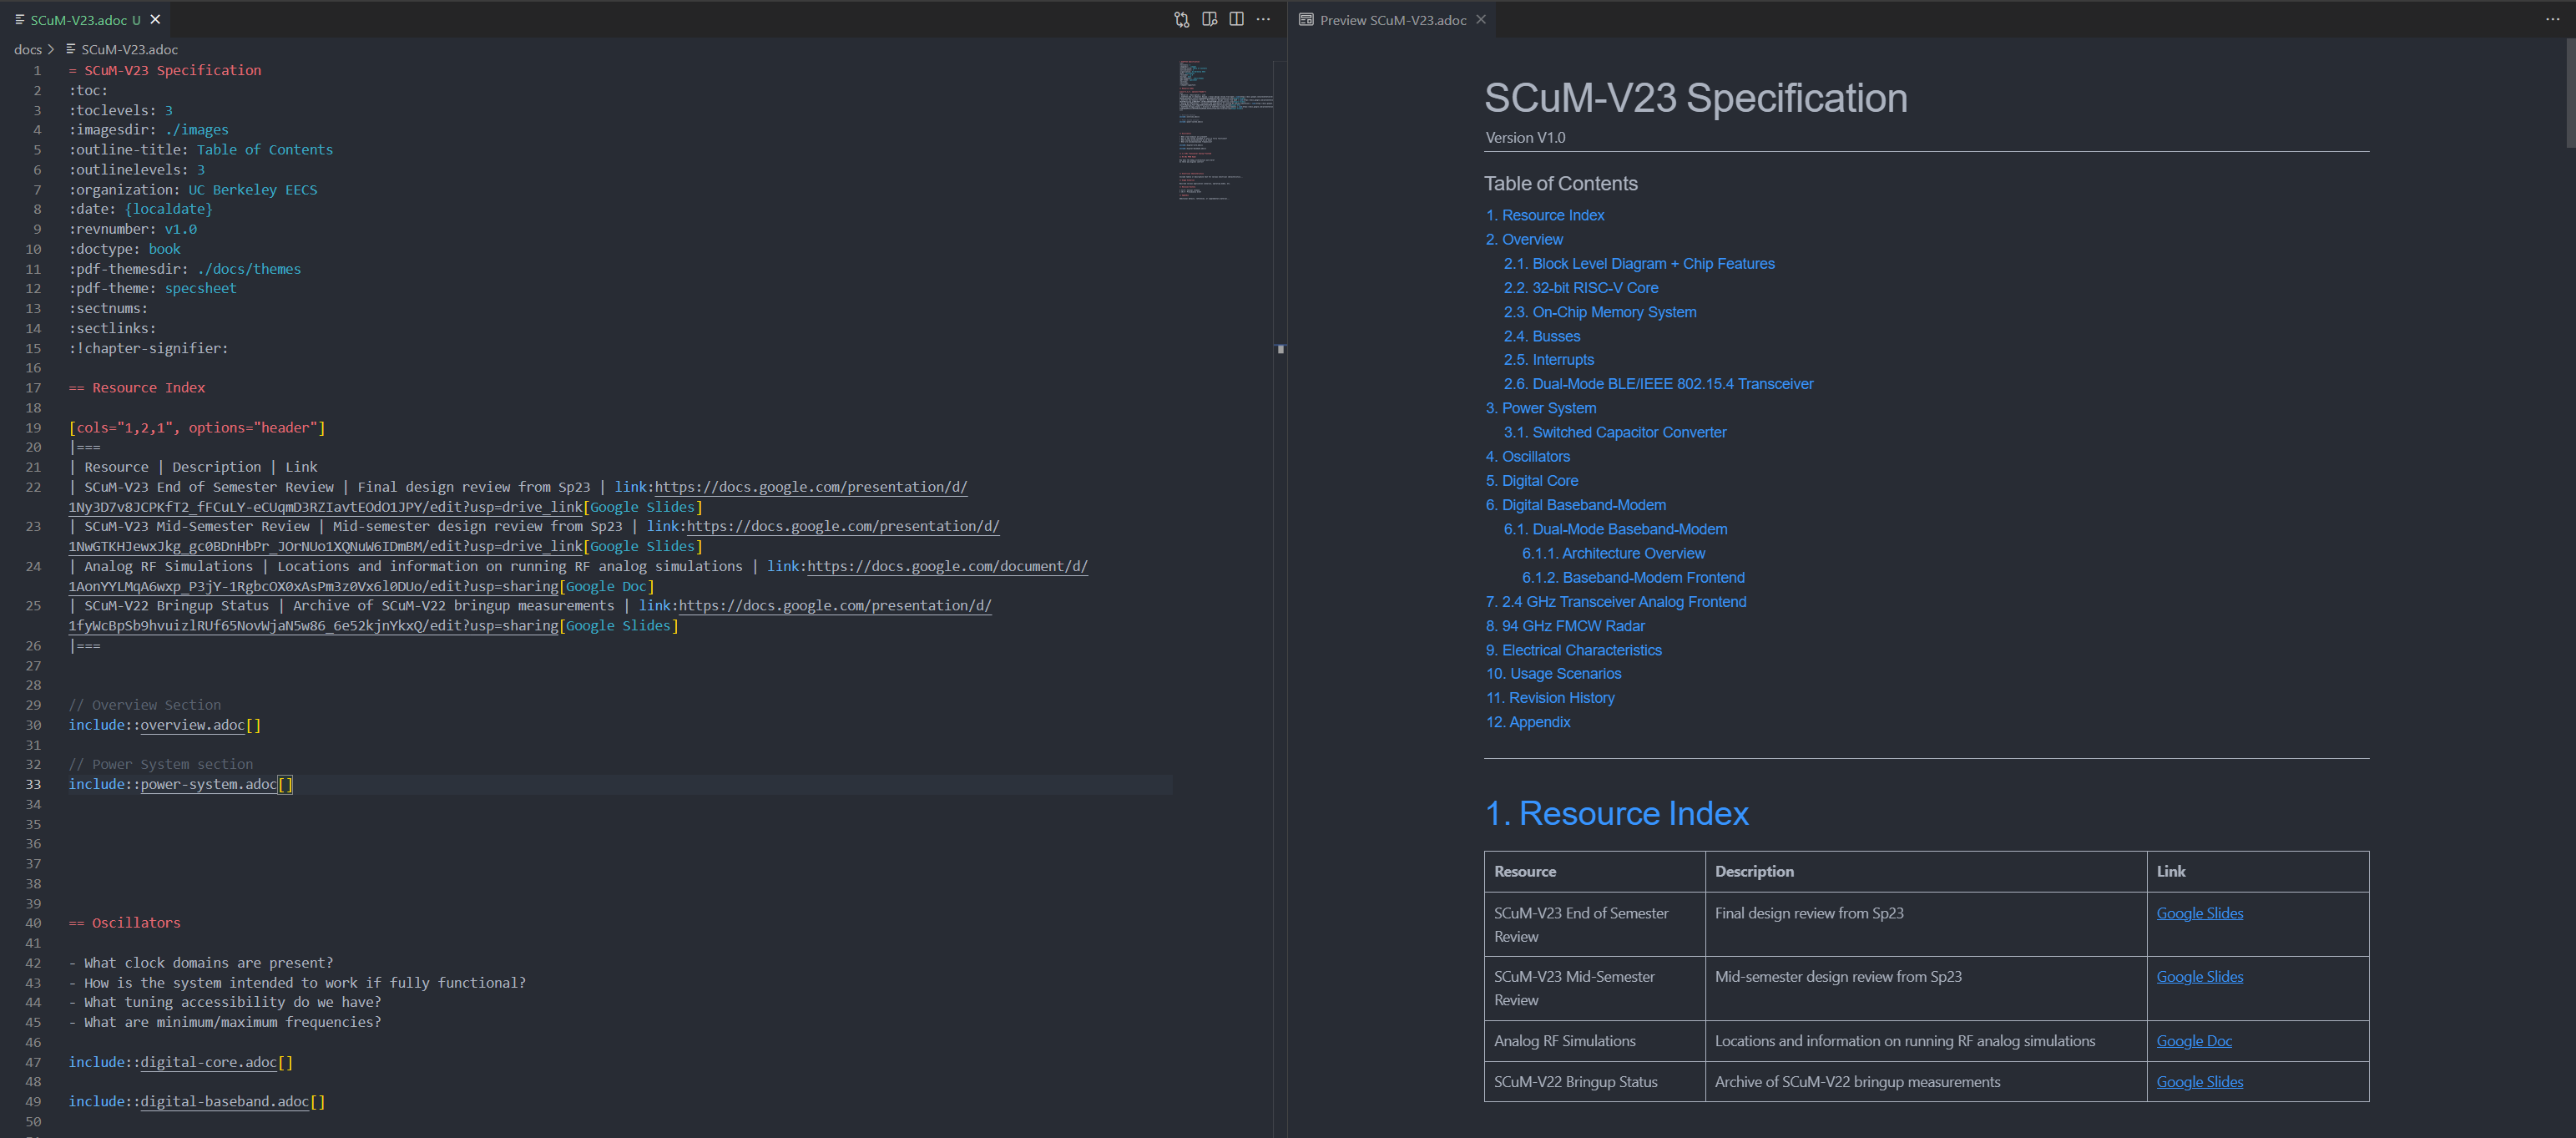 SCuM-V23.adoc U
docs > SCuM-V23.adoc
1 = SCuM-V23 Specification
2 :toc:
3 :toclevels: 3
4 :imagesdir: ./images
5 :outline-title: Table of Contents
6 :outlinelevels: 3
7 :organization: UC Berkeley EECS
8 :date: {localdate}
9 :revnumber: v1.0
10 :doctype: book
11 :pdf-themesdir: ./docs/themes
12 :pdf-theme: specsheet
13 :sectnums:
14 :sectlinks:
15 :!chapter-signifier:
16
17 == Resource Index
18
19 [cols="1,2,1", options="header"]
20 |===
21 | Resource | Description | Link
22 | SCuM-V23 End of Semester Review | Final design review from Sp23 | link:https://docs.google.com/presentation/d/
1Ny3D7v8JCPKfT2_fFCuLY-eCUqmD3RZIavtEOdO1JPY/edit?usp=drive_link[Google Slides]
23 | SCuM-V23 Mid-Semester Review | Mid-semester design review from Sp23 | link:https://docs.google.com/presentation/d/
1NwGTKHJewxJkg_gc0BDnHbPr_JOrNUo1XQNuW6IDmBM/edit?usp=drive_link[Google Slides]
24 | Analog RF Simulations | Locations and information on running RF analog simulations | link:https://docs.google.com/document/d/
1AonYYLMqA6wxp_P3jY-1RgbcOX0xAsPm3z0Vx6l0DUo/edit?usp=sharing[Google Doc]
25 | SCuM-V22 Bringup Status | Archive of SCuM-V22 bringup measurements | link:https://docs.google.com/presentation/d/
1fyWcBpSb9hvuizlRUf65NovWjaN5w86_6e52kjnYkxQ/edit?usp=sharing[Google Slides]
26 |===
27
28
29 // Overview Section
30 include::overview.adoc[]
31
32 // Power System section
33 include::power-system.adoc[]
34
35
36
37
38
39
40 == Oscillators
41
42 - What clock domains are present?
43 - How is the system intended to work if fully functional?
44 - What tuning accessibility do we have?
45 - What are minimum/maximum frequencies?
46
47 include::digital-core.adoc[]
48
49 include::digital-baseband.adoc[]
50
Preview SCuM-V23.adoc
SCuM-V23 Specification
Version V1.0
Table of Contents
1. Resource Index
2. Overview
2.1. Block Level Diagram + Chip Features
2.2. 32-bit RISC-V Core
2.3. On-Chip Memory System
2.4. Busses
2.5. Interrupts
2.6. Dual-Mode BLE/IEEE 802.15.4 Transceiver
3. Power System
3.1. Switched Capacitor Converter
4. Oscillators
5. Digital Core
6. Digital Baseband-Modem
6.1. Dual-Mode Baseband-Modem
6.1.1. Architecture Overview
6.1.2. Baseband-Modem Frontend
7. 2.4 GHz Transceiver Analog Frontend
8. 94 GHz FMCW Radar
9. Electrical Characteristics
10. Usage Scenarios
11. Revision History
12. Appendix
1. Resource Index
Resource Description Link
SCuM-V23 End of Semester Review Final design review from Sp23 Google Slides
SCuM-V23 Mid-Semester Review Mid-semester design review from Sp23 Google Slides
Analog RF Simulations Locations and information on running RF analog simulations Google Doc
SCuM-V22 Bringup Status Archive of SCuM-V22 bringup measurements Google Slides